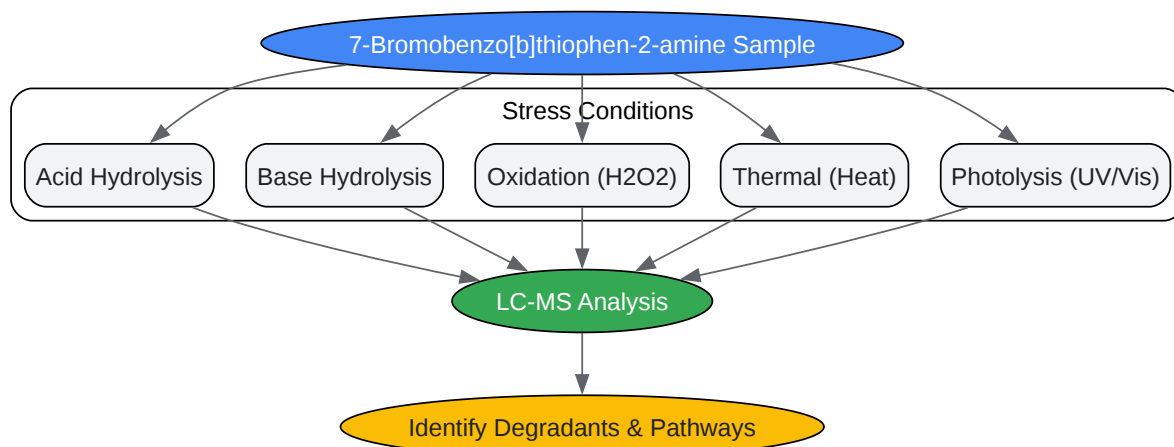 7-Bromobenzo[b]thiophen-2-amine Sample
Stress Conditions
Acid Hydrolysis
Base Hydrolysis
Oxidation (H2O2)
Thermal (Heat)
Photolysis (UV/Vis)
LC-MS Analysis
Identify Degradants & Pathways